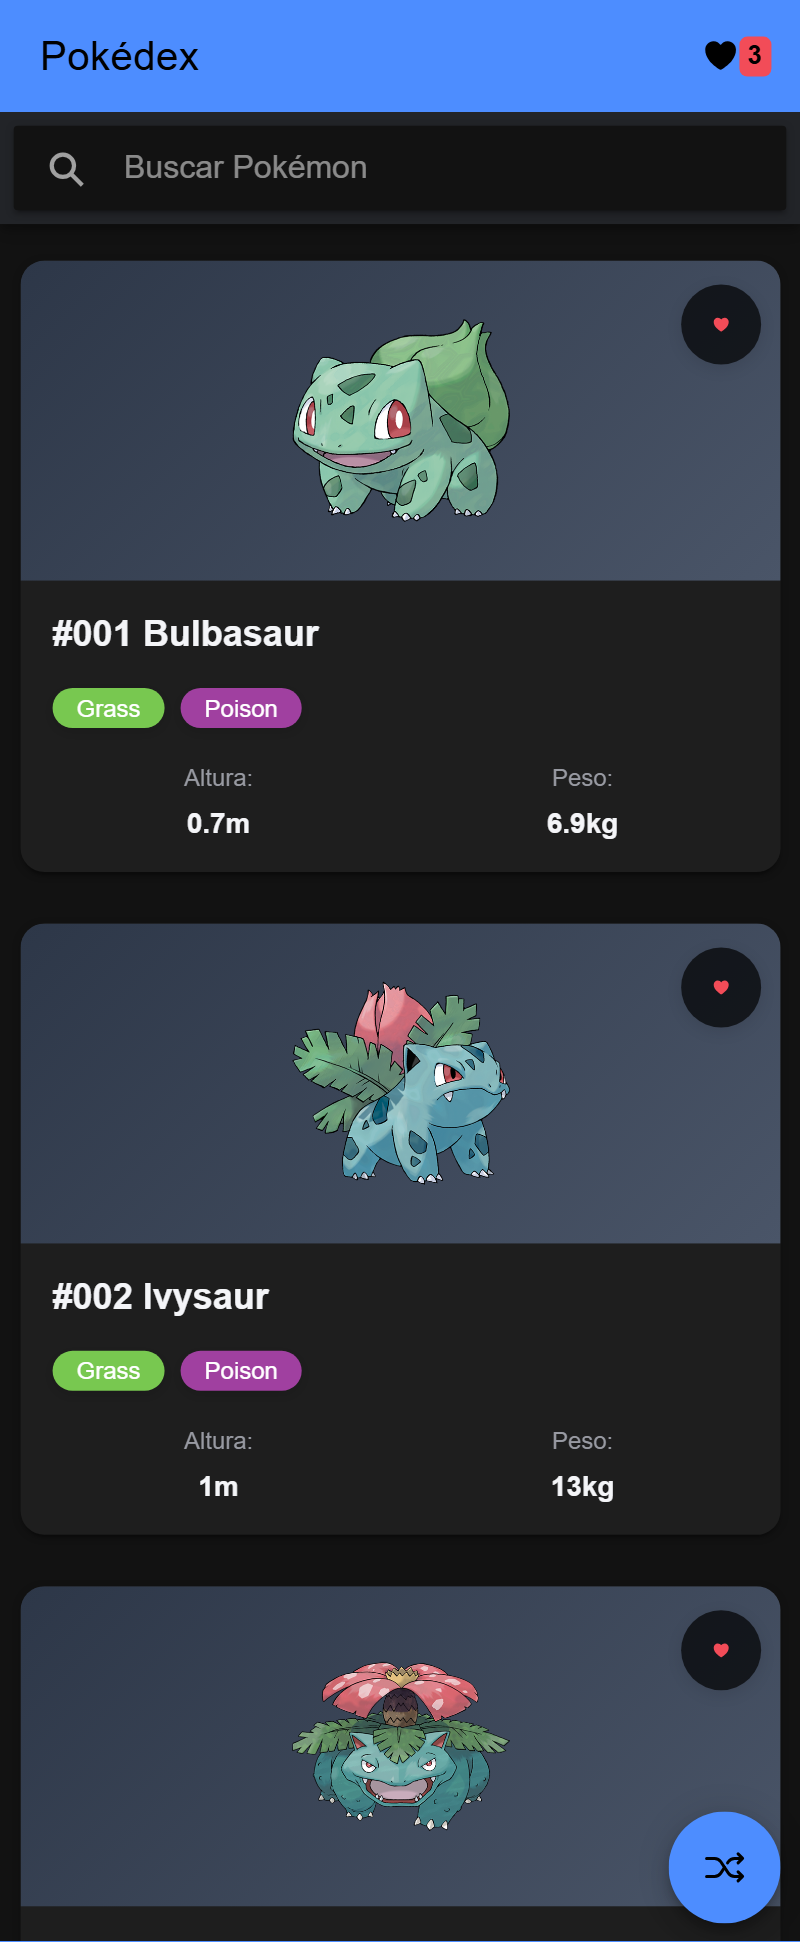 Pokédex 3
Buscar Pokémon
#001 Bulbasaur
Grass Poison
Altura: Peso:
0.7m 6.9kg
#002 Ivysaur
Grass Poison
Altura: Peso:
1m 13kg